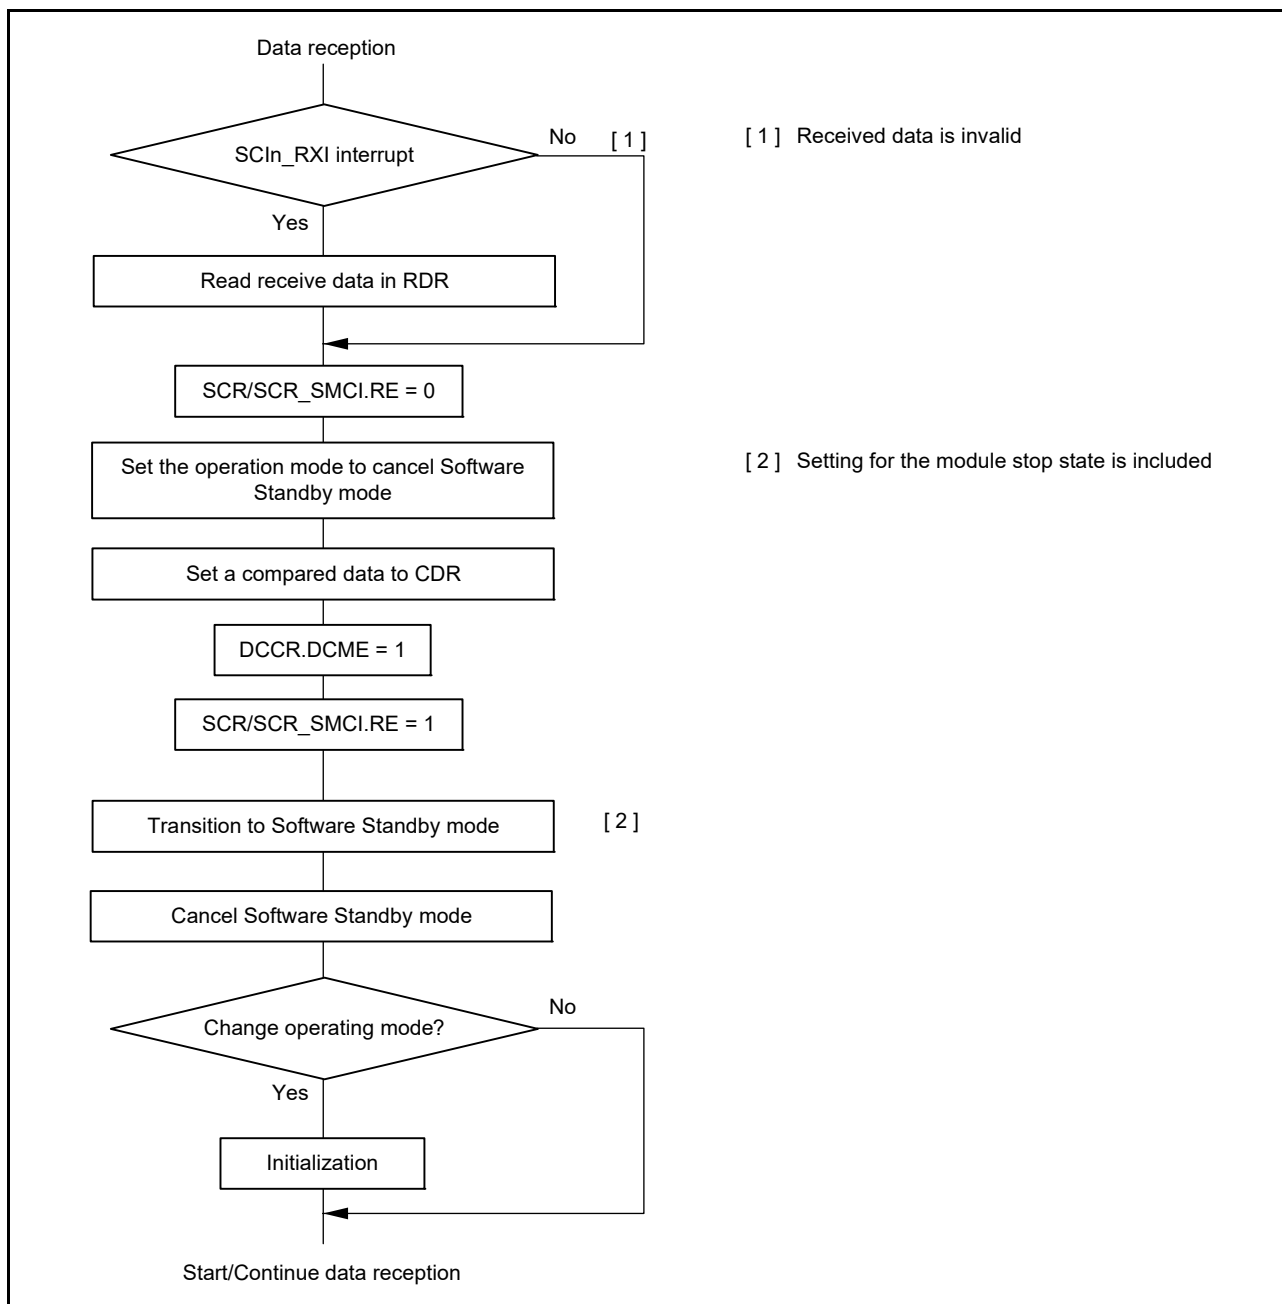 Data reception
SCIn_RXI interrupt
No
[ 1 ]
[ 1 ] Received data is invalid
Yes
Read receive data in RDR
SCR/SCR_SMCI.RE = 0
Set the operation mode to cancel Software
Standby mode
[ 2 ] Setting for the module stop state is included
Set a compared data to CDR
DCCR.DCME = 1
SCR/SCR_SMCI.RE = 1
Transition to Software Standby mode
[ 2 ]
Cancel Software Standby mode
Change operating mode?
No
Yes
Initialization
Start/Continue data reception